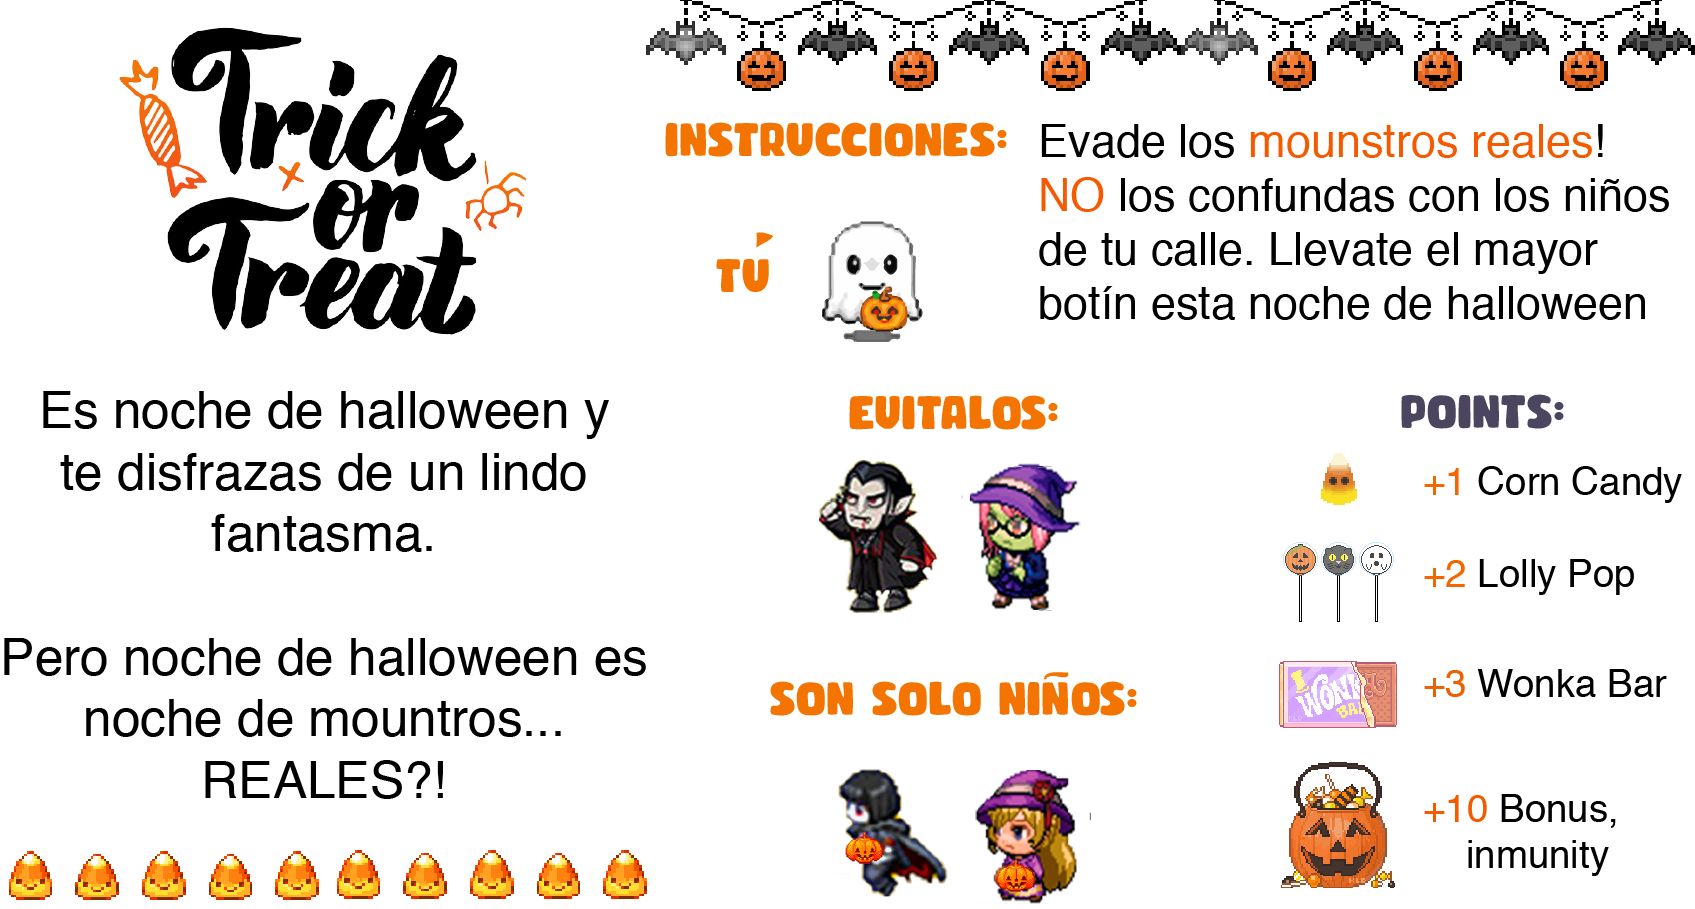 Trick
or
Treat
Es noche de halloween y
te disfrazas de un lindo
fantasma.
Pero noche de halloween es
noche de mountros...
REALES?!
INSTRUCCIONES:
Evade los mounstros reales!
NO los confundas con los niños
de tu calle. Llevate el mayor
botín esta noche de halloween
TÚ
EVITALOS:
SON SOLO NIÑOS:
POINTS:
+1 Corn Candy
+2 Lolly Pop
WONKA
BAR
+3 Wonka Bar
+10 Bonus,
inmunity